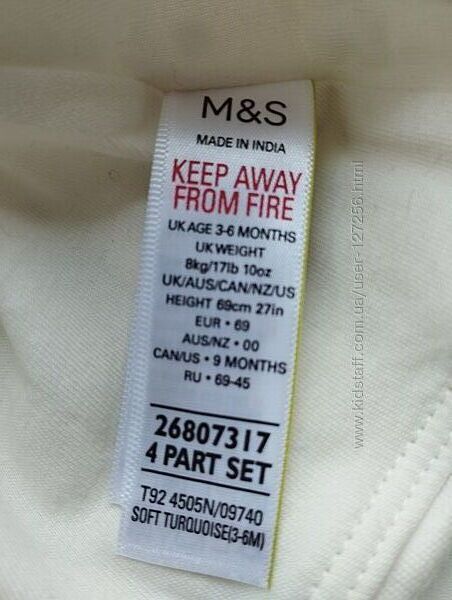 M&S
MADE IN INDIA
KEEP AWAY
FROM FIRE
UK AGE 3-6 MONTHS
UK WEIGHT
8kg/17lb 10oz
UK/AUS/CAN/NZ/US
HEIGHT 69cm 27in
EUR • 69
AUS/NZ • 00
CAN/US • 9 MONTHS
RU • 69-45
26807317
4 PART SET
T92 4505N/09740
SOFT TURQUOISE(3-6M)
www.kidstaff.com.ua/user-127256.html